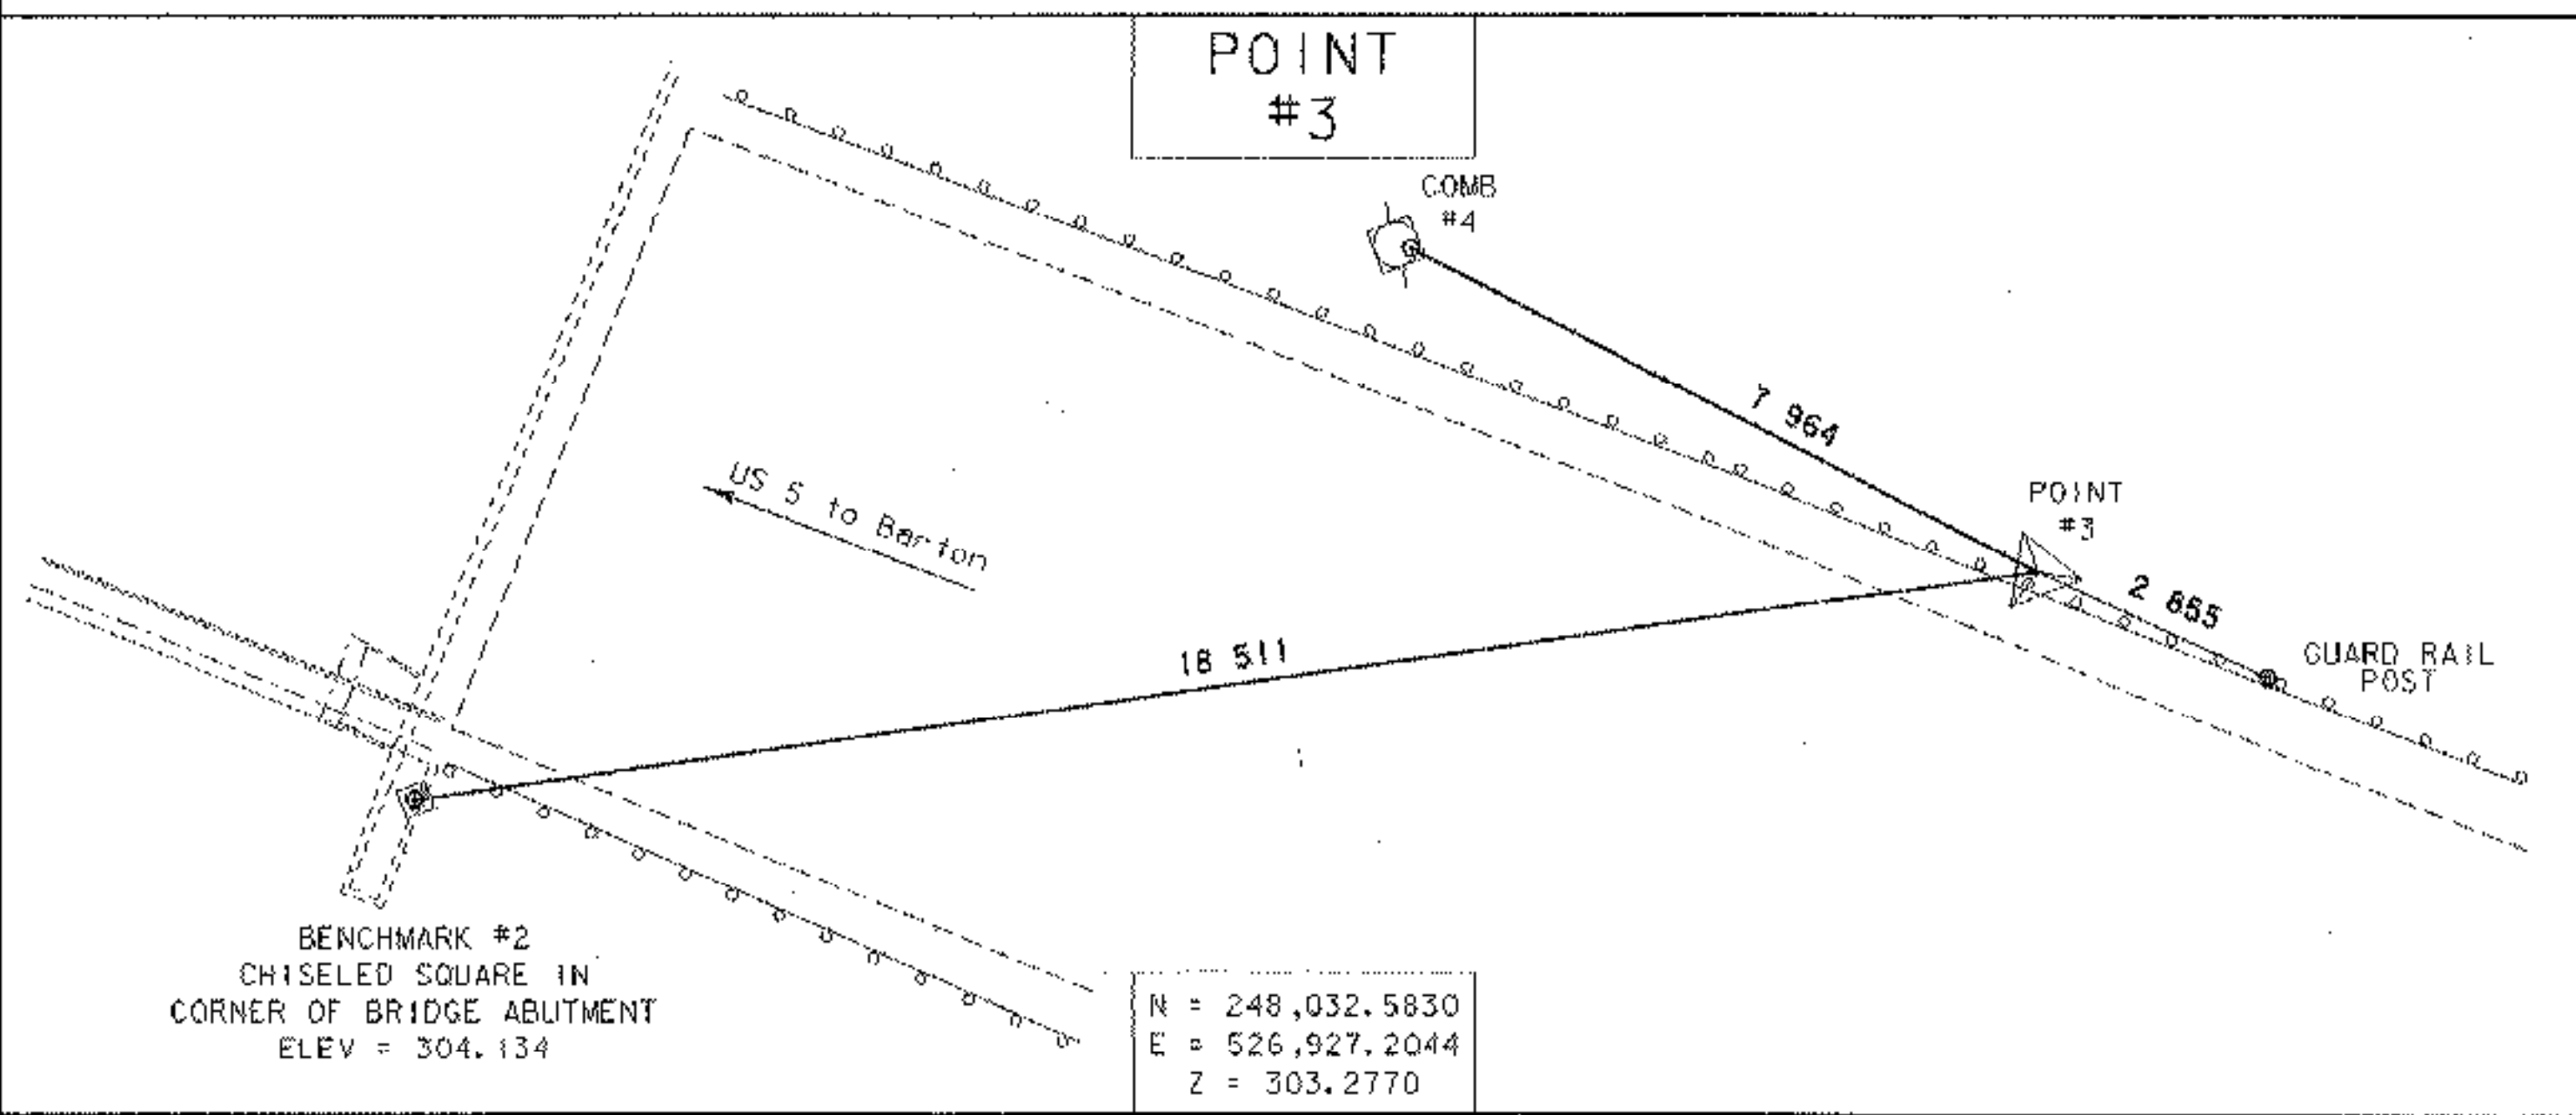 POINT
#3
COMB
#4
7 964
POINT
#3
2 855
GUARD RAIL
POST
US 5 to Barton
18 511
BENCHMARK #2
CHISELED SQUARE IN
CORNER OF BRIDGE ABUTMENT
ELEV = 304.134
N = 248,032.5830
E = 526,927.2044
Z = 303.2770